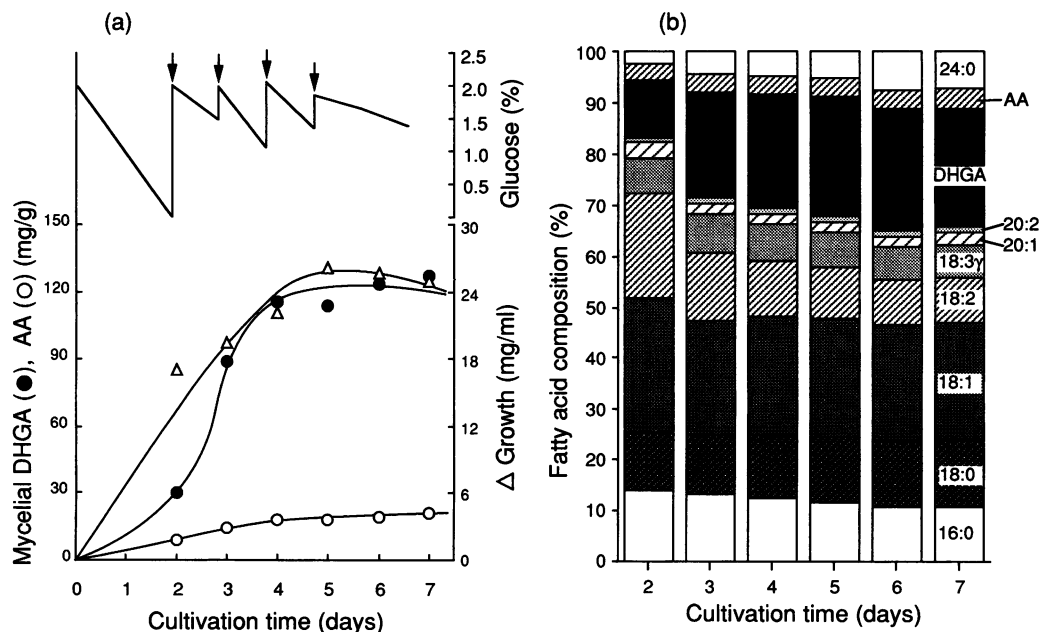 (a)
2.5
2.0
1.5
1.0
0.5
Glucose (%)
150
120
90
60
30
0
Mycelial DHGA (●), AA (○) (mg/g)
30
24
18
12
6
0
△ Growth (mg/ml)
0 1 2 3 4 5 6 7
Cultivation time (days)
(b)
100
90
80
70
60
50
40
30
20
10
0
Fatty acid composition (%)
24:0
AA
DHGA
20:2
20:1
18:3γ
18:2
18:1
18:0
16:0
2 3 4 5 6 7
Cultivation time (days)